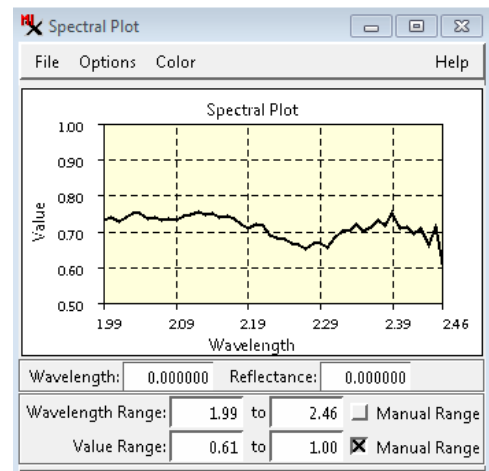 Spectral Plot
File Options Color Help
Spectral Plot
1.00
0.90
0.80
0.70
0.60
0.50
Value
1.99 2.09 2.19 2.29 2.39 2.46
Wavelength
Wavelength: 0.000000 Reflectance: 0.000000
Wavelength Range: 1.99 to 2.46 Manual Range
Value Range: 0.61 to 1.00 Manual Range